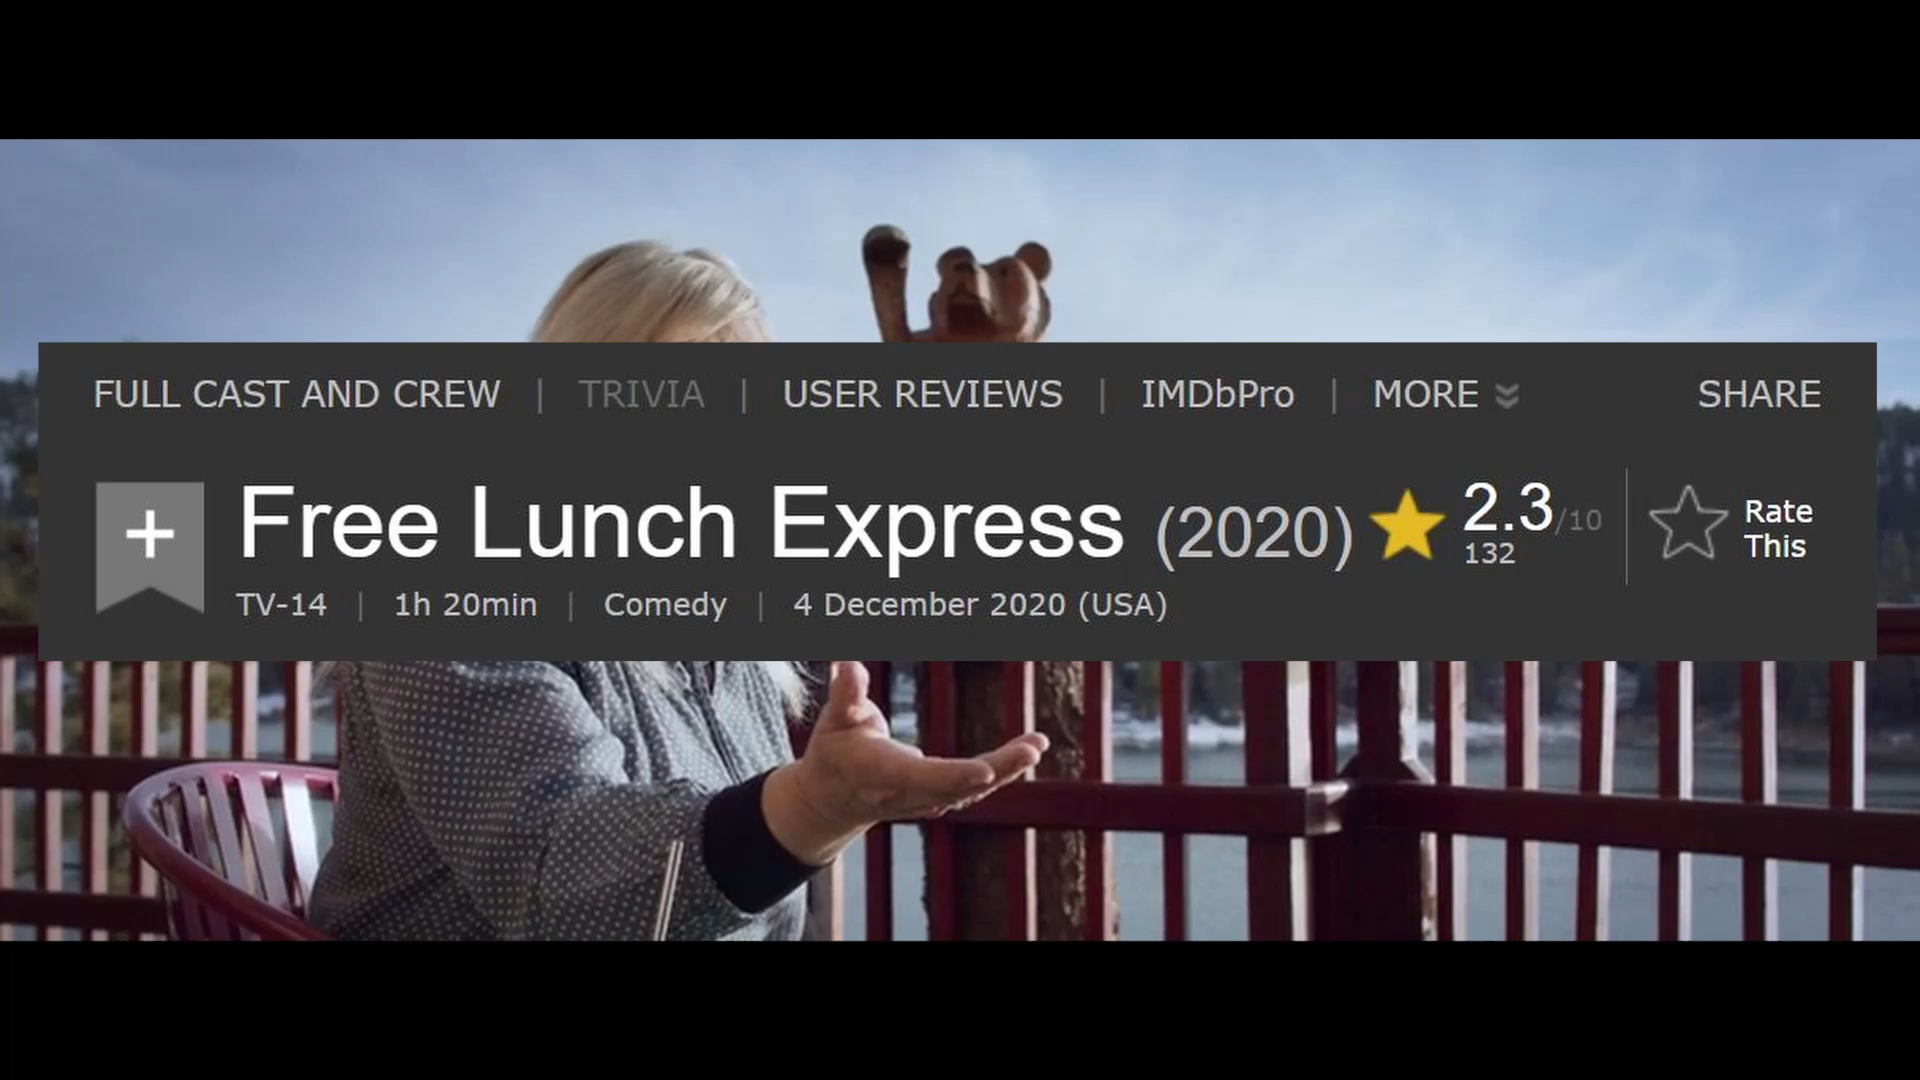 FULL CAST AND CREW | TRIVIA | USER REVIEWS | IMDbPro | MORE SHARE
+ Free Lunch Express (2020) 2.3/10 Rate
132 This
TV-14 | 1h 20min | Comedy | 4 December 2020 (USA)